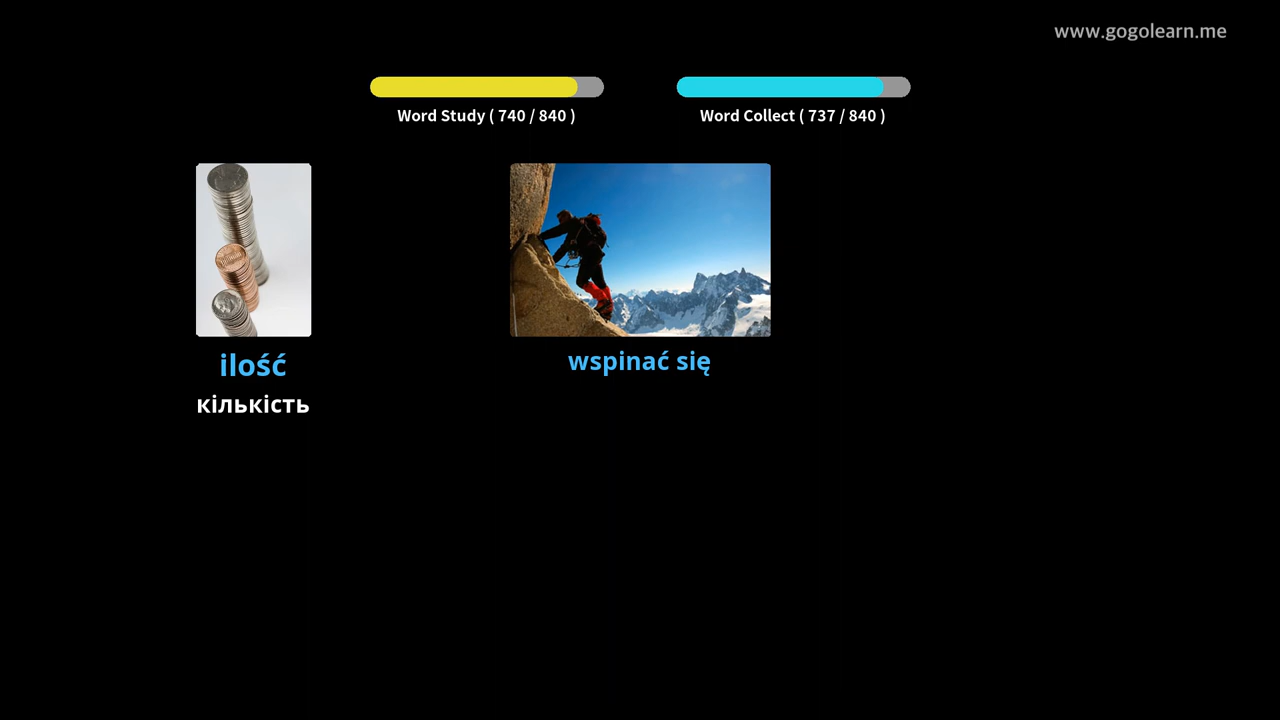 www.gogolearn.me
Word Study ( 740 / 840 )
Word Collect ( 737 / 840 )
ilość
кількість
wspinać się